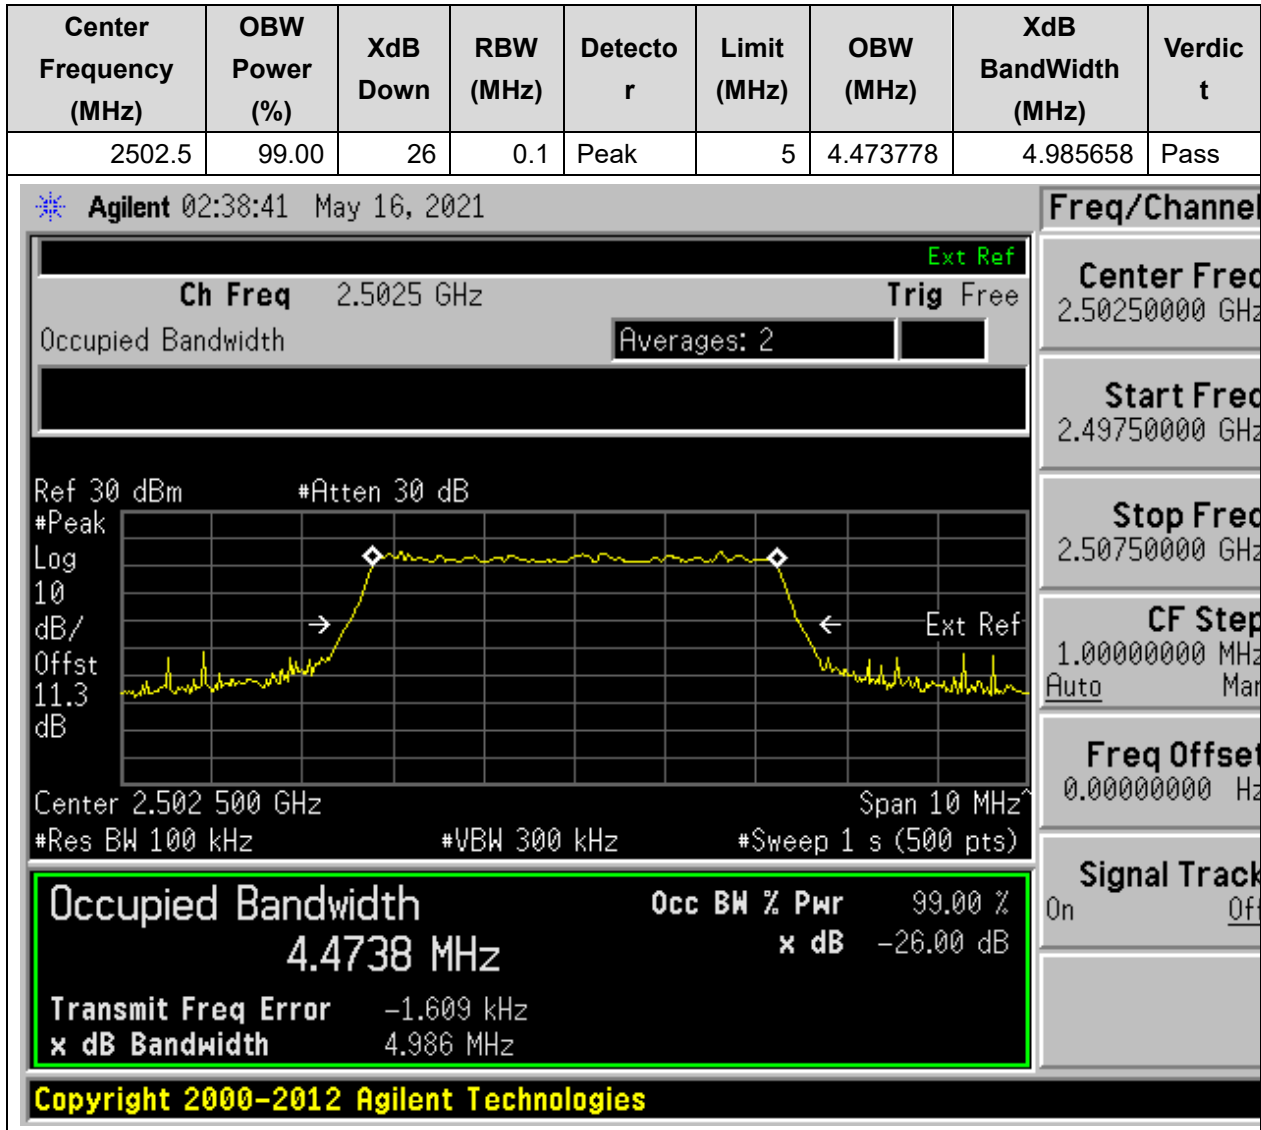 Center Frequency (MHz) OBW Power (%) XdB Down RBW (MHz) Detecto r Limit (MHz) OBW (MHz) XdB BandWidth (MHz) Verdic t
2502.5 99.00 26 0.1 Peak 5 4.473778 4.985658 Pass
Agilent 02:38:41 May 16, 2021
Freq/Channel
Ext Ref
Ch Freq 2.5025 GHz Trig Free
Occupied Bandwidth Averages: 2
Center Freq
2.50250000 GHz
Start Freq
2.49750000 GHz
Stop Freq
2.50750000 GHz
CF Step
1.00000000 MHz
Auto Man
Freq Offset
0.00000000 Hz
Signal Track
On Off
Ref 30 dBm #Atten 30 dB
#Peak
Log
10
dB/
Offst
11.3
dB
Ext Ref
Center 2.502 500 GHz Span 10 MHz^
#Res BW 100 kHz #VBW 300 kHz #Sweep 1 s (500 pts)
Occupied Bandwidth Occ BW % Pwr 99.00 %
4.4738 MHz x dB -26.00 dB
Transmit Freq Error -1.609 kHz
x dB Bandwidth 4.986 MHz
Copyright 2000-2012 Agilent Technologies